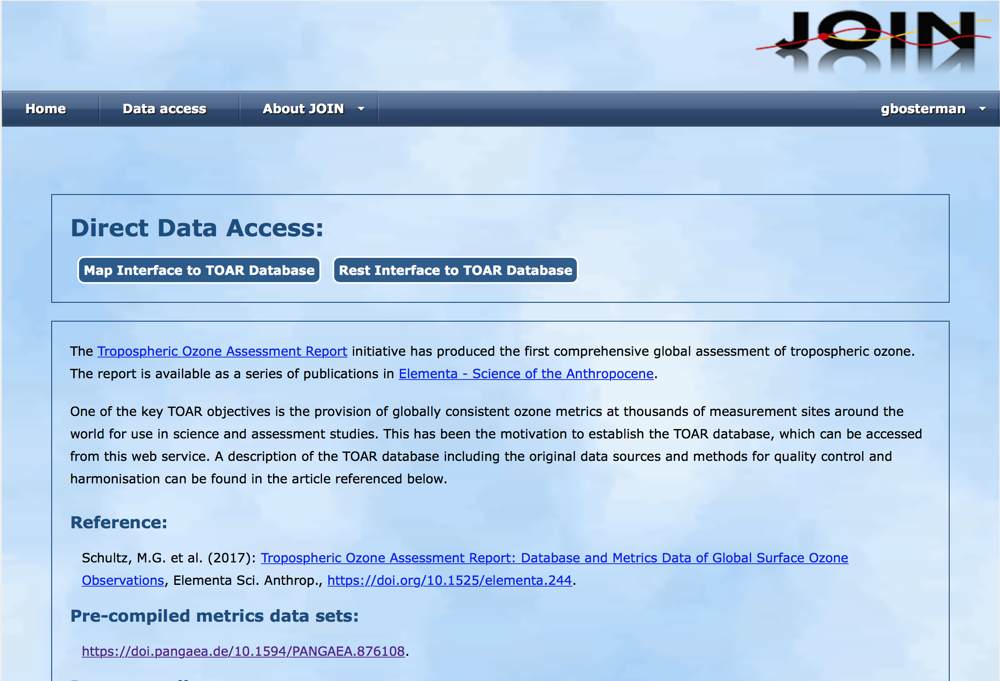 JOIN
Home Data access About JOIN gbosterman
Direct Data Access:
Map Interface to TOAR Database Rest Interface to TOAR Database
The Tropospheric Ozone Assessment Report initiative has produced the first comprehensive global assessment of tropospheric ozone.
The report is available as a series of publications in Elementa - Science of the Anthropocene.
One of the key TOAR objectives is the provision of globally consistent ozone metrics at thousands of measurement sites around the
world for use in science and assessment studies. This has been the motivation to establish the TOAR database, which can be accessed
from this web service. A description of the TOAR database including the original data sources and methods for quality control and
harmonisation can be found in the article referenced below.
Reference:
Schultz, M.G. et al. (2017): Tropospheric Ozone Assessment Report: Database and Metrics Data of Global Surface Ozone
Observations, Elementa Sci. Anthrop., https://doi.org/10.1525/elementa.244.
Pre-compiled metrics data sets:
https://doi.pangaea.de/10.1594/PANGAEA.876108.